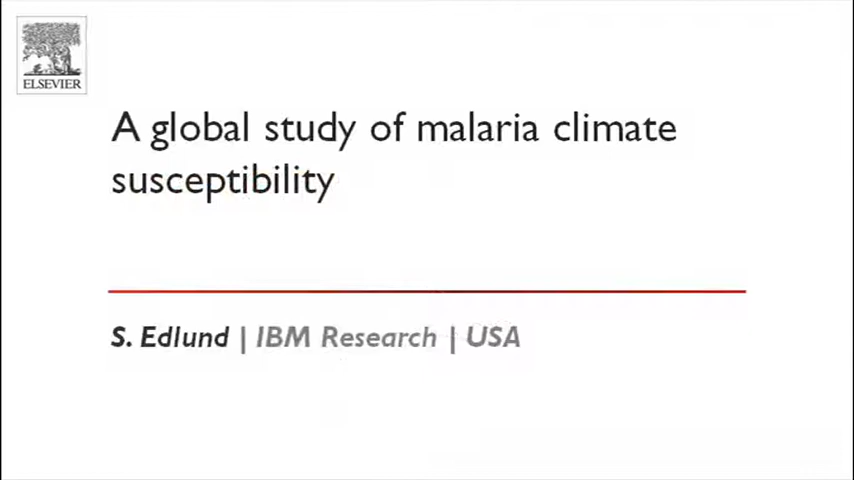 ELSEVIER
A global study of malaria climate
susceptibility
S. Edlund | IBM Research | USA